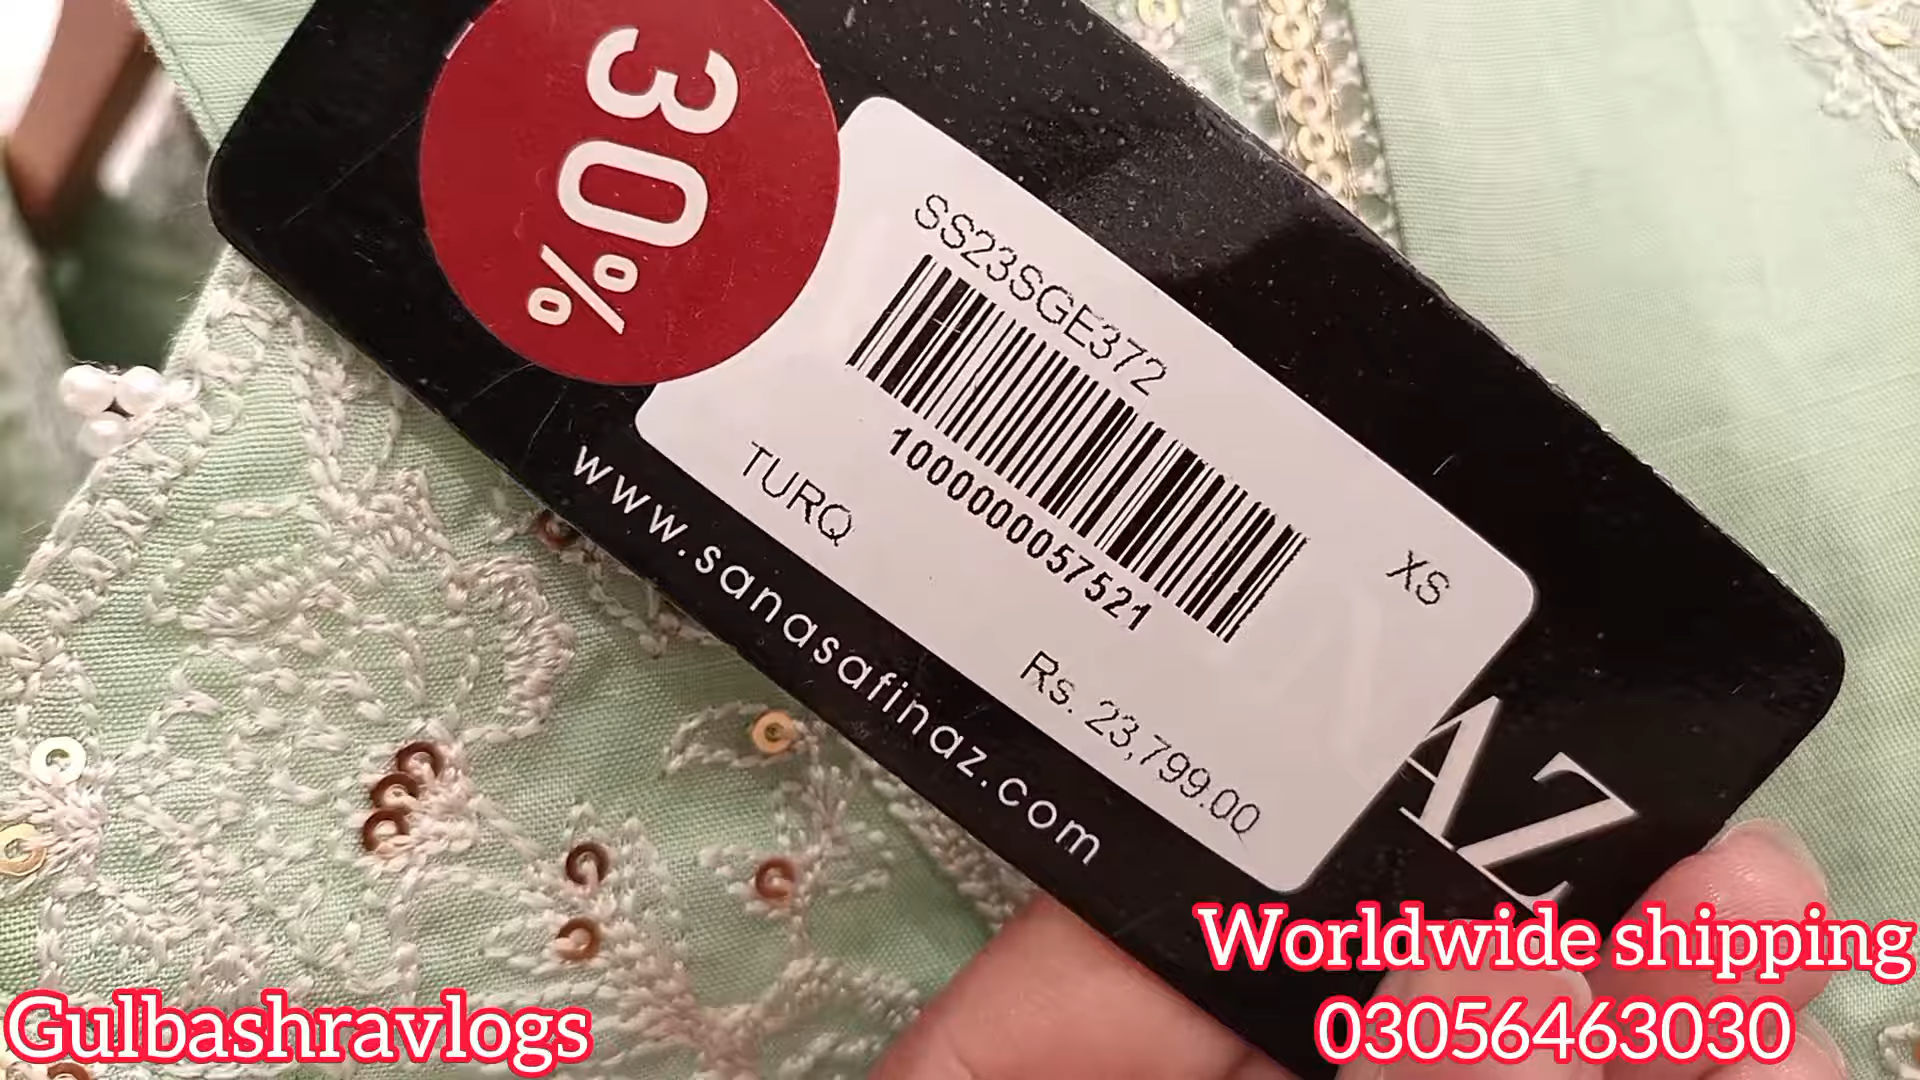 30%
SS23SGE372
1000000057521
TURQ
XS
Rs. 23,799.00
www.sanasafinaz.com
AZ
Worldwide shipping
03056463030
Gulbashravlogs